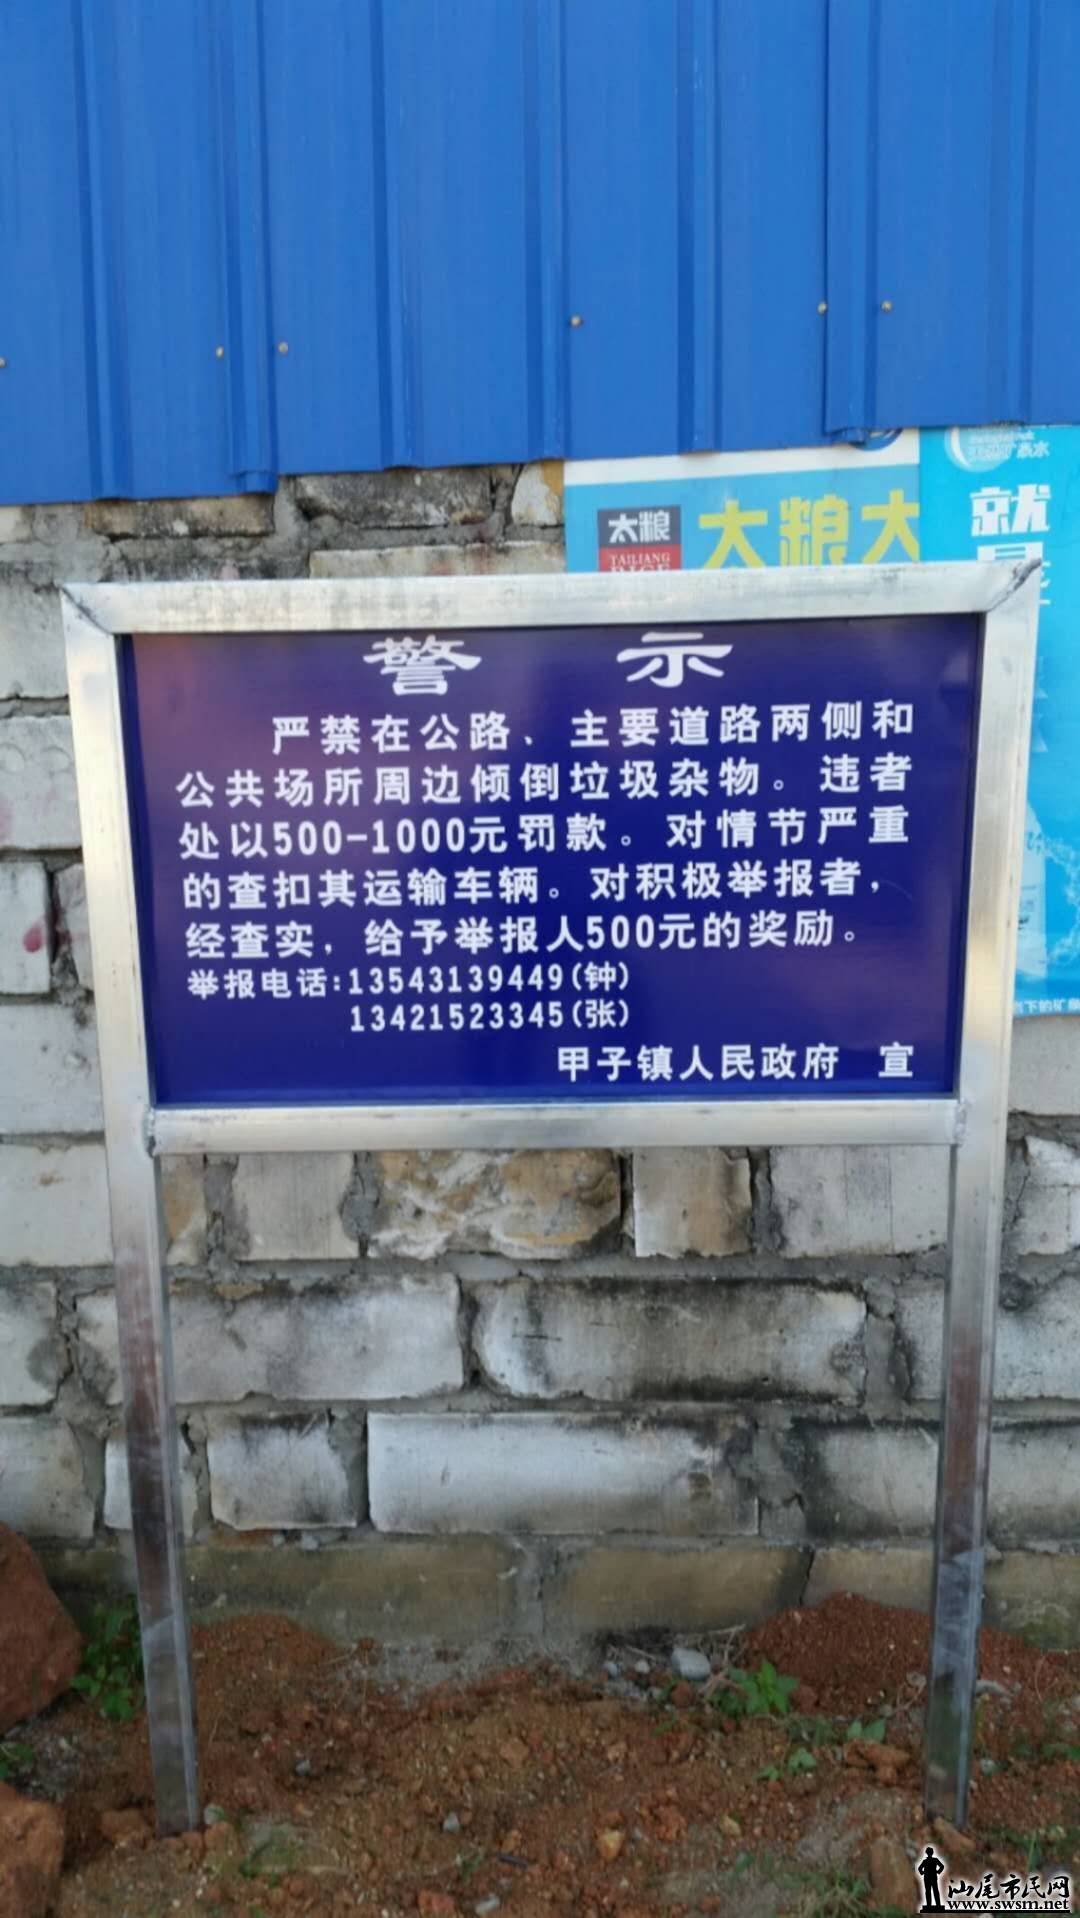 就
大粮 大粮大
TAILIANG
警 示
严禁在公路、主要道路两侧和
公共场所周边倾倒垃圾杂物。违者
处以500-1000元罚款。对情节严重
的查扣其运输车辆。对积极举报者，
经查实，给予举报人500元的奖励。
举报电话:13543139449(钟)
13421523345(张)
甲子镇人民政府 宣
汕尾市民网
www.swsm.net